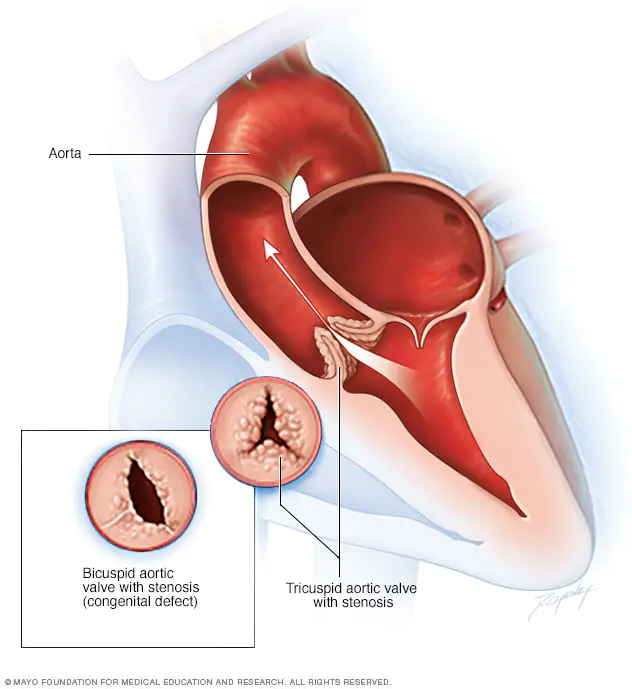 Aorta
Bicuspid aortic
valve with stenosis
(congenital defect)
Tricuspid aortic valve
with stenosis
© MAYO FOUNDATION FOR MEDICAL EDUCATION AND RESEARCH. ALL RIGHTS RESERVED.